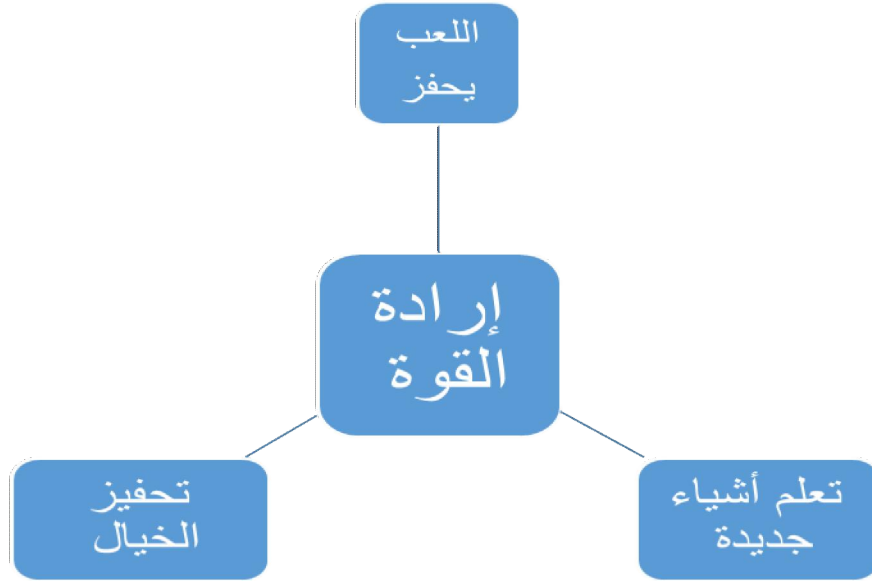 اللعب
يحفز
إرادة
القوة
تعلم أشياء
جديدة
تحفيز
الخيال